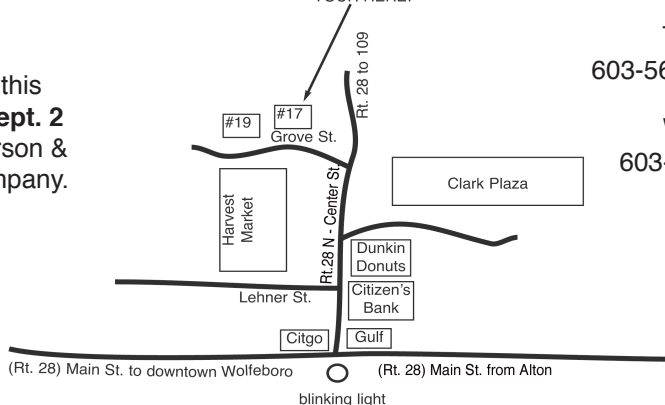 Rt. 28 to 109
this
ept. 2
rson &
mpany.
603-56
603-
#17
#19
Grove St.
Clark Plaza
Harvest
Market
Rt.28 N - Center St.
Dunkin
Donuts
Citizen's
Bank
Lehner St.
Citgo
Gulf
(Rt. 28) Main St. to downtown Wolfeboro
(Rt. 28) Main St. from Alton
blinking light